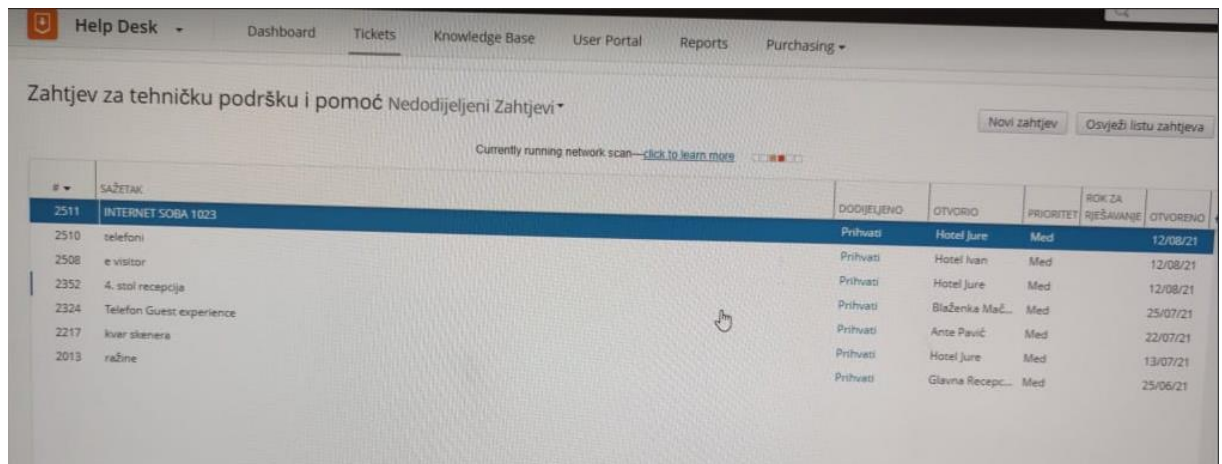 Help Desk Dashboard Tickets Knowledge Base User Portal Reports Purchasing
Zahtjev za tehničku podršku i pomoć Nedodijeljeni Zahtjevi
Novi zahtjev Osvježi listu zahtjeva
Currently running network scan—click to learn more
# SAŽETAK DODIJELJENO OTVORIO PRIORITET ROK ZA RJEŠAVANJE OTVORENO
2511 INTERNET SOBA 1023 Prihvati Hotel Jure Med 12/08/21
2510 telefoni Prihvati Hotel Ivan Med 12/08/21
2508 e visitor Prihvati Hotel Jure Med 12/08/21
2352 4. stol recepcija Prihvati Blaženka Mač... Med 25/07/21
2324 Telefon Guest experience Prihvati Ante Pavić Med 22/07/21
2217 kvar skenera Prihvati Hotel Jure Med 13/07/21
2013 ražine Prihvati Glavna Recepc... Med 25/06/21